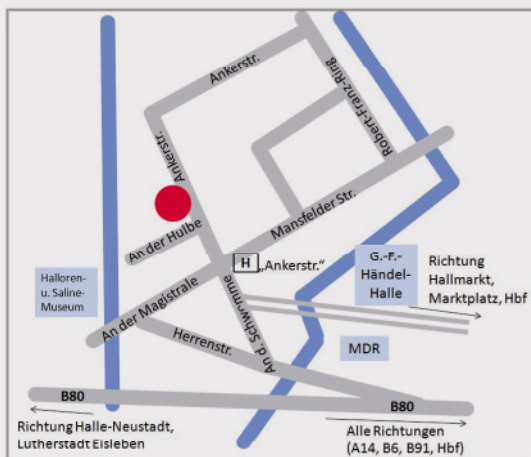 Ankerstr.
Robert-Franz-Ring
Ankerstr.
Mansfelder Str.
An der Hulbe
H „Ankerstr.“
G.-F.-
Händel-
Halle
Richtung
Hallmarkt,
Marktplatz, Hbf
Halloren-
u. Saline-
Museum
An der Magistrale
An d. Schwemme
Herrenstr.
MDR
B80
B80
Richtung Halle-Neustadt,
Lutherstadt Eisleben
Alle Richtungen
(A14, B6, B91, Hbf)